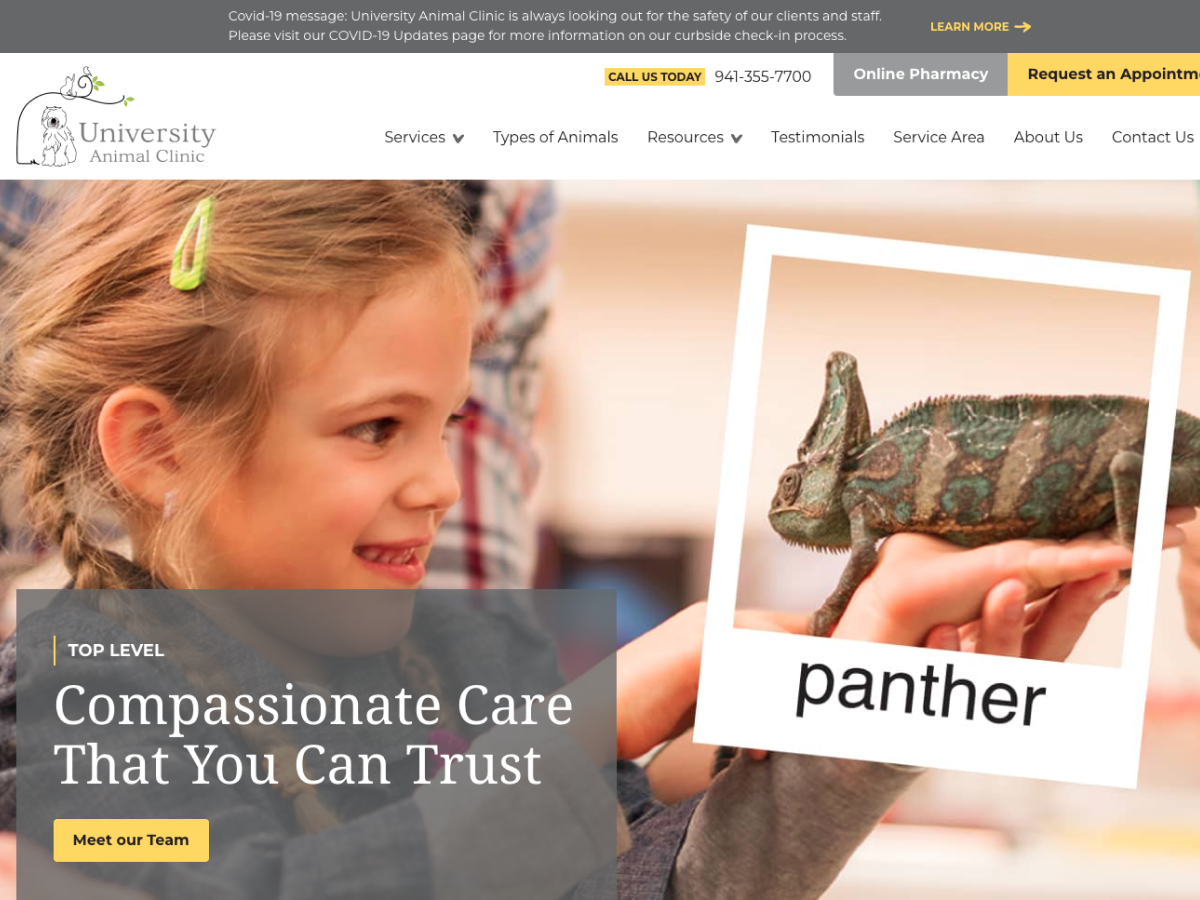 Covid-19 message: University Animal Clinic is always looking out for the safety of our clients and staff.
Please visit our COVID-19 Updates page for more information on our curbside check-in process.
LEARN MORE
CALL US TODAY 941-355-7700
Online Pharmacy
Request an Appointm
University
Animal Clinic
Services
Types of Animals
Resources
Testimonials
Service Area
About Us
Contact Us
panther
TOP LEVEL
Compassionate Care
That You Can Trust
Meet our Team